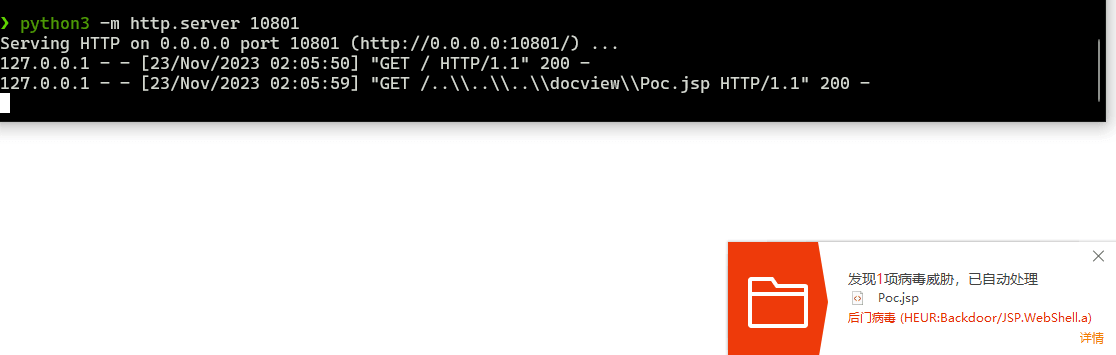 ❯ python3 -m http.server 10801
Serving HTTP on 0.0.0.0 port 10801 (http://0.0.0.0:10801/) ...
127.0.0.1 - - [23/Nov/2023 02:05:50] "GET / HTTP/1.1" 200 -
127.0.0.1 - - [23/Nov/2023 02:05:59] "GET /..\\..\\..\\docview\\Poc.jsp HTTP/1.1" 200 -
发现1项病毒威胁，已自动处理
Poc.jsp
后门病毒 (HEUR:Backdoor/JSP.WebShell.a)
详情